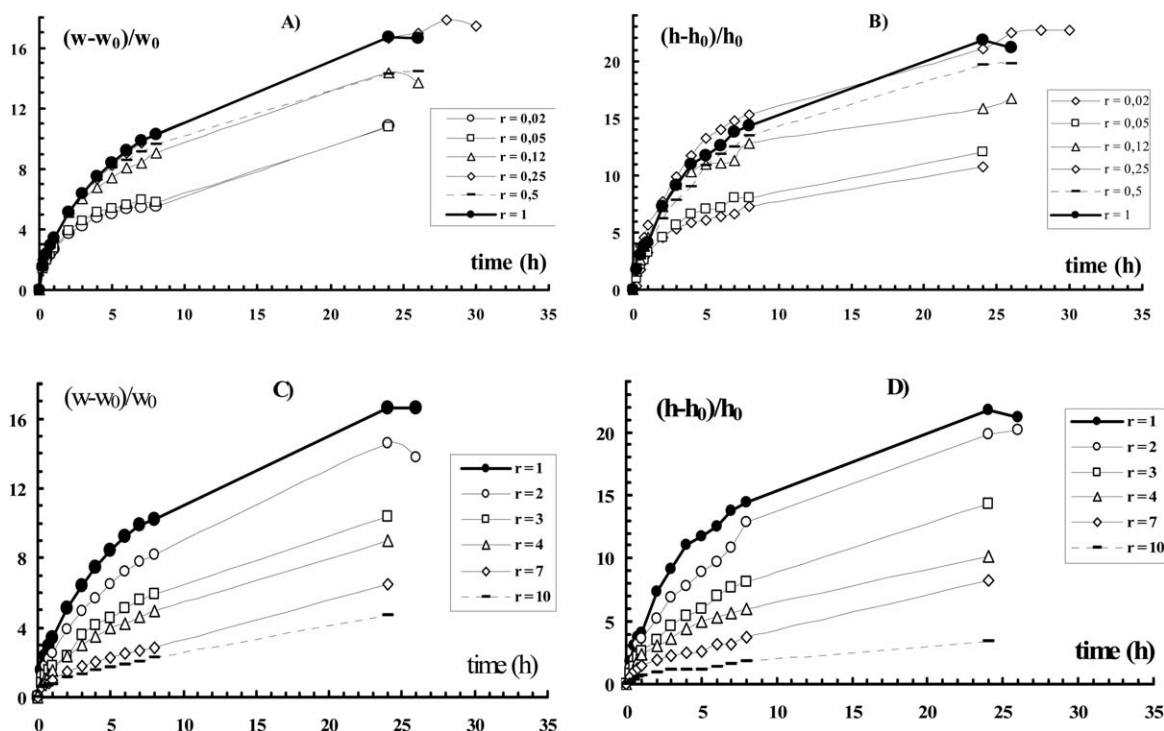 A)
(w-w₀)/w₀
16
12
8
4
0
r = 0,02
r = 0,05
r = 0,12
r = 0,25
r = 0,5
r = 1
time (h)
0 5 10 15 20 25 30 35
B)
(h-h₀)/h₀
20
15
10
5
0
r = 0,02
r = 0,05
r = 0,12
r = 0,25
r = 0,5
r = 1
time (h)
0 5 10 15 20 25 30 35
C)
(w-w₀)/w₀
16
12
8
4
0
r = 1
r = 2
r = 3
r = 4
r = 7
r = 10
time (h)
0 5 10 15 20 25 30 35
D)
(h-h₀)/h₀
20
15
10
5
0
r = 1
r = 2
r = 3
r = 4
r = 7
r = 10
time (h)
0 5 10 15 20 25 30 35